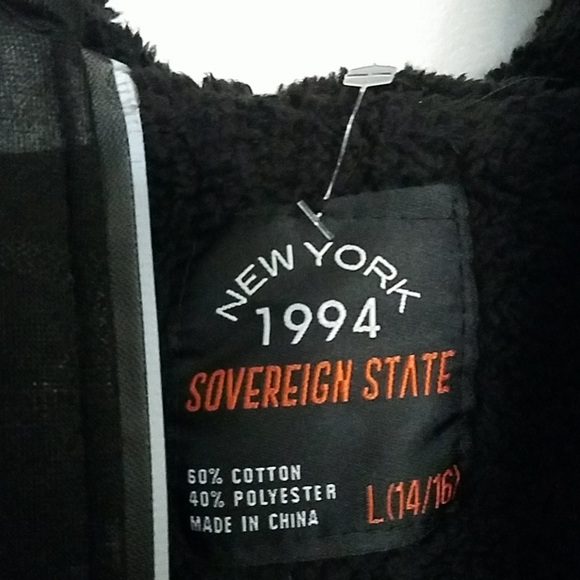 NEW YORK
1994
SOVEREIGN STATE
60% COTTON
40% POLYESTER
MADE IN CHINA
L(14/16)